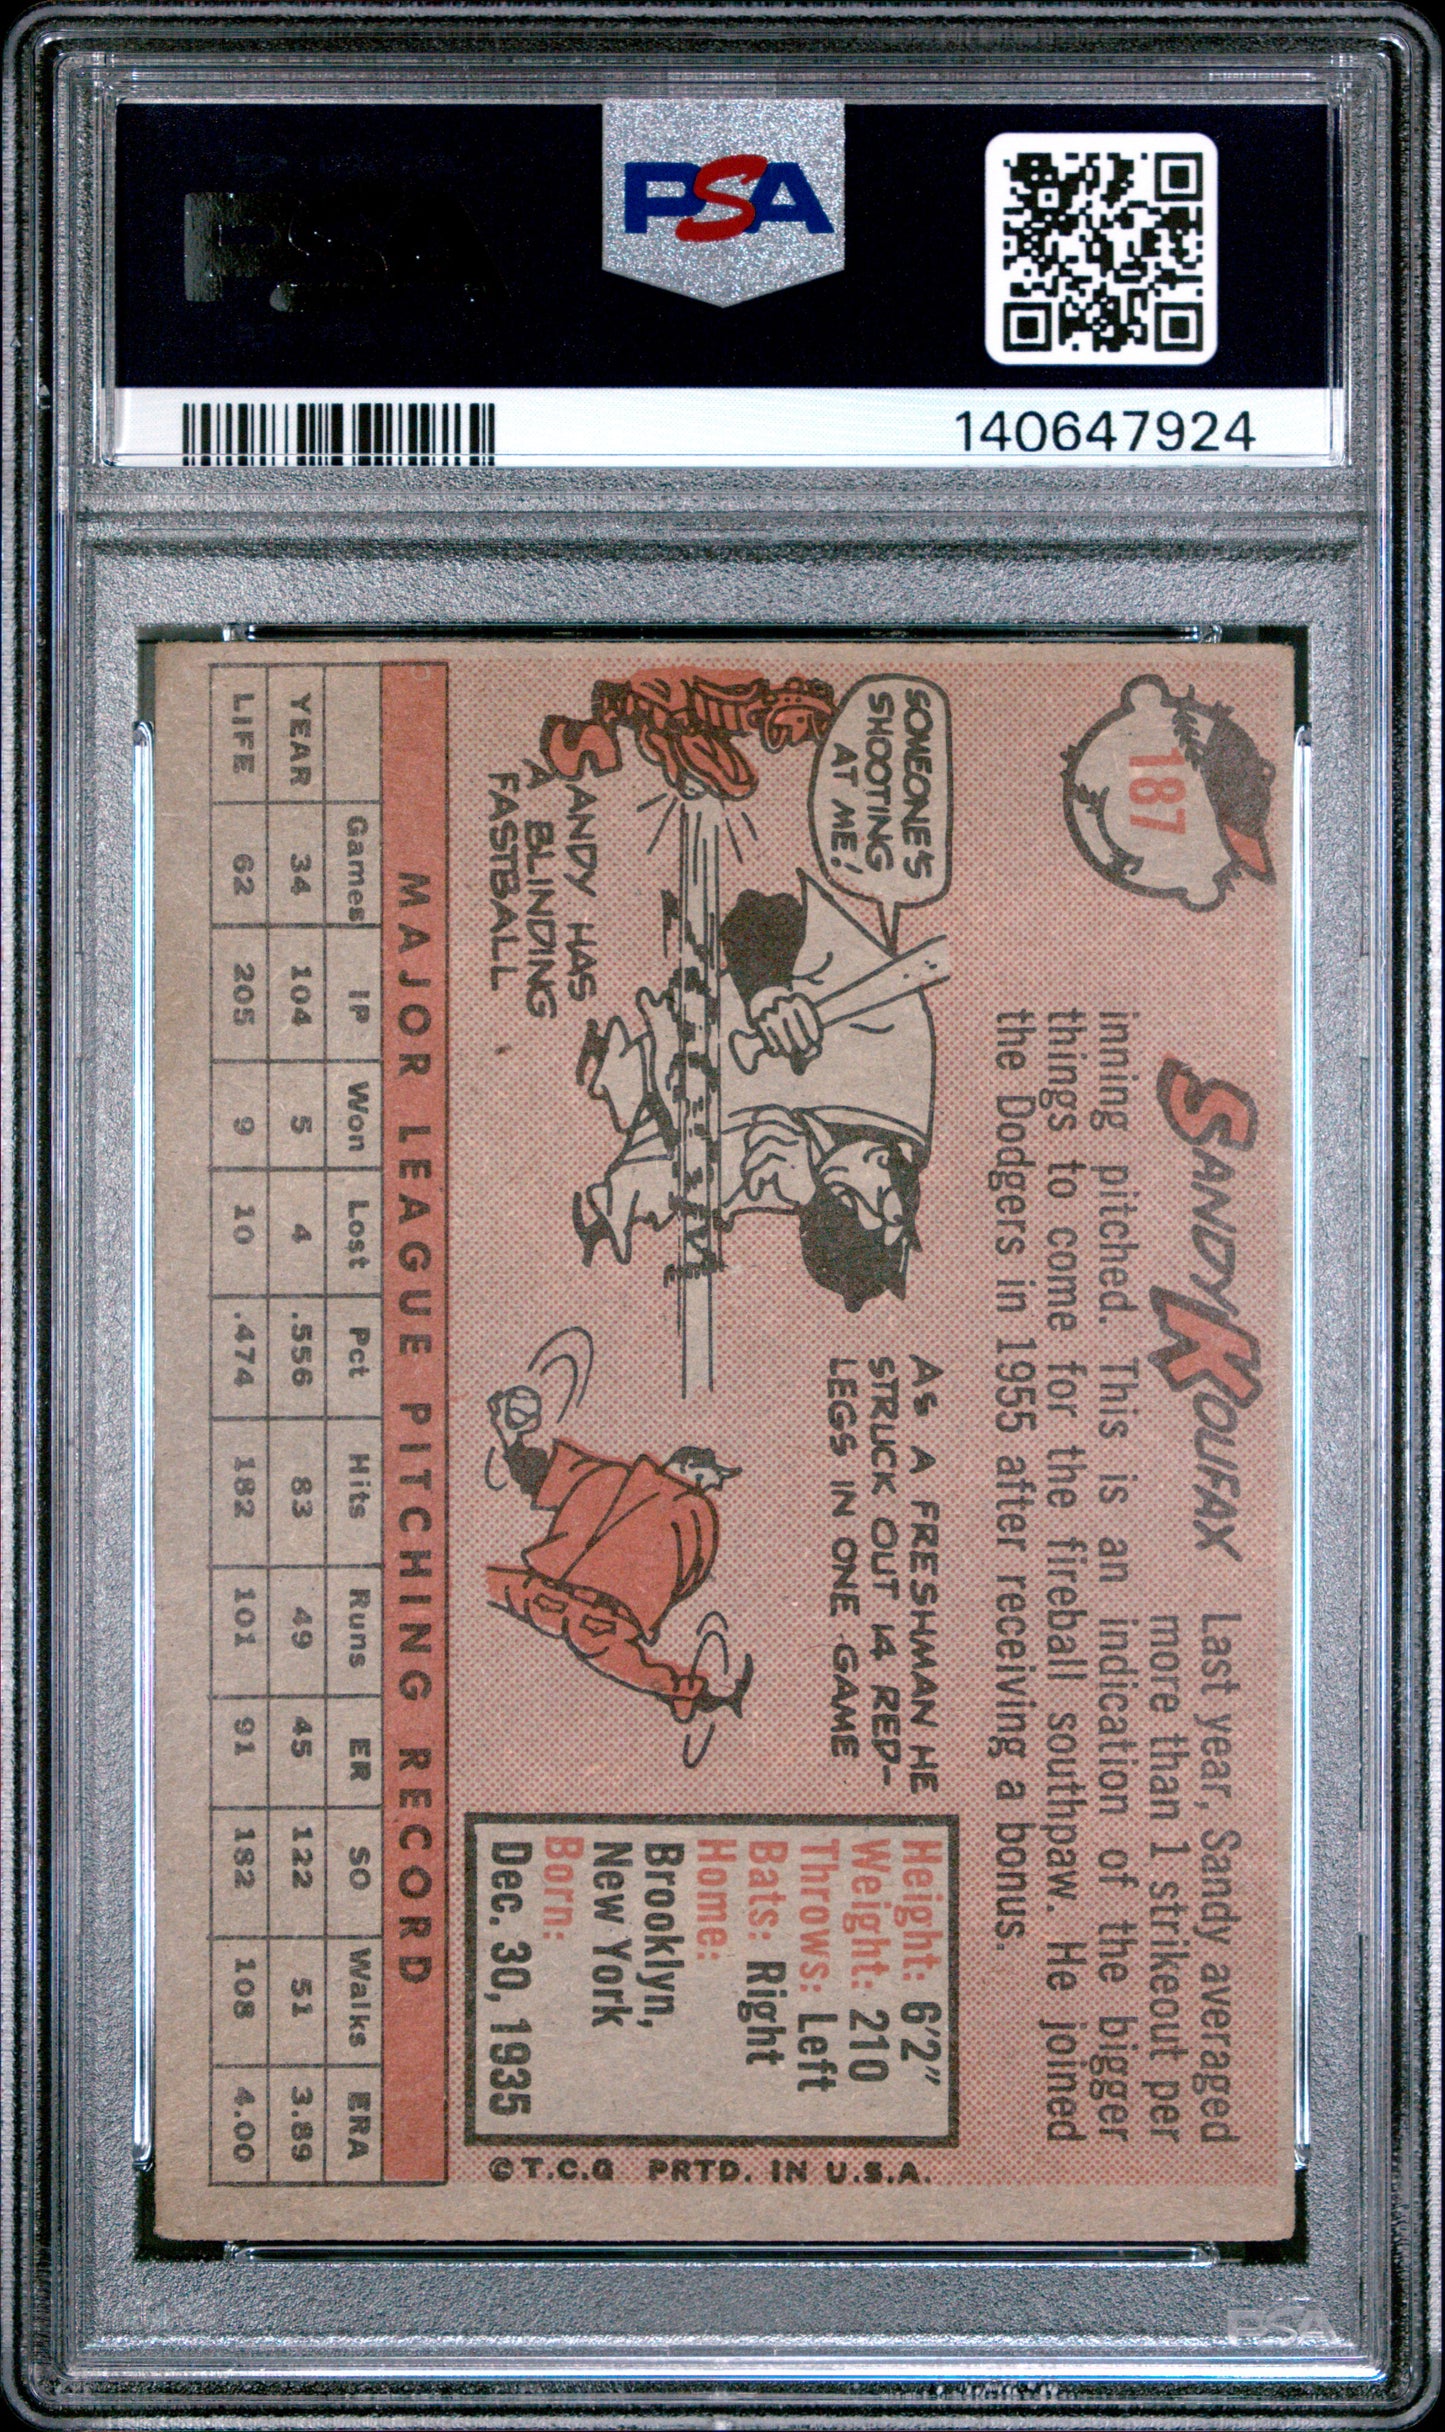 PSA
PSA
140647924
187
SANDY KOUFAX
Last year, Sandy averaged
more than 1 strikeout per
inning pitched. This is an indication of the bigger
things to come for the fireball southpaw. He joined
the Dodgers in 1955 after receiving a bonus.
SOMEONE'S
SHOOTING
AT ME!
SANDY HAS
A BLINDING
FASTBALL
AS A FRESHMAN HE
STRUCK OUT 14 RED-
LEGS IN ONE GAME
Height: 6'2"
Weight: 210
Throws: Left
Bats: Right
Home:
Brooklyn,
New York
Born:
Dec. 30, 1935
©T.C.G PRTD. IN U.S.A.
MAJOR LEAGUE PITCHING RECORD
Games IP Won Lost Pct Hits Runs ER SO Walks ERA
YEAR 34 104 5 4 .556 83 49 45 122 51 3.89
LIFE 62 205 9 10 .474 182 101 91 182 108 4.00
PSA